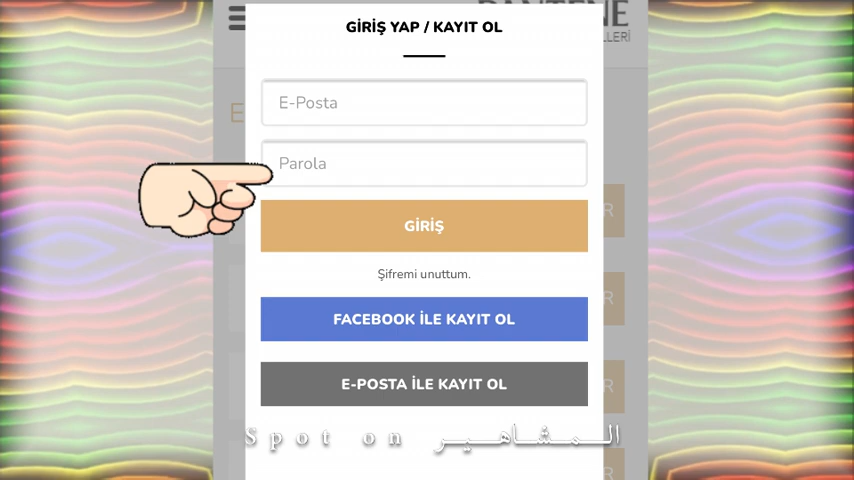 GİRİŞ YAP / KAYIT OL
LLERİ
E-Posta
Parola
GİRİŞ
Şifremi unuttum.
FACEBOOK İLE KAYIT OL
E-POSTA İLE KAYIT OL
Spot on المشاهير